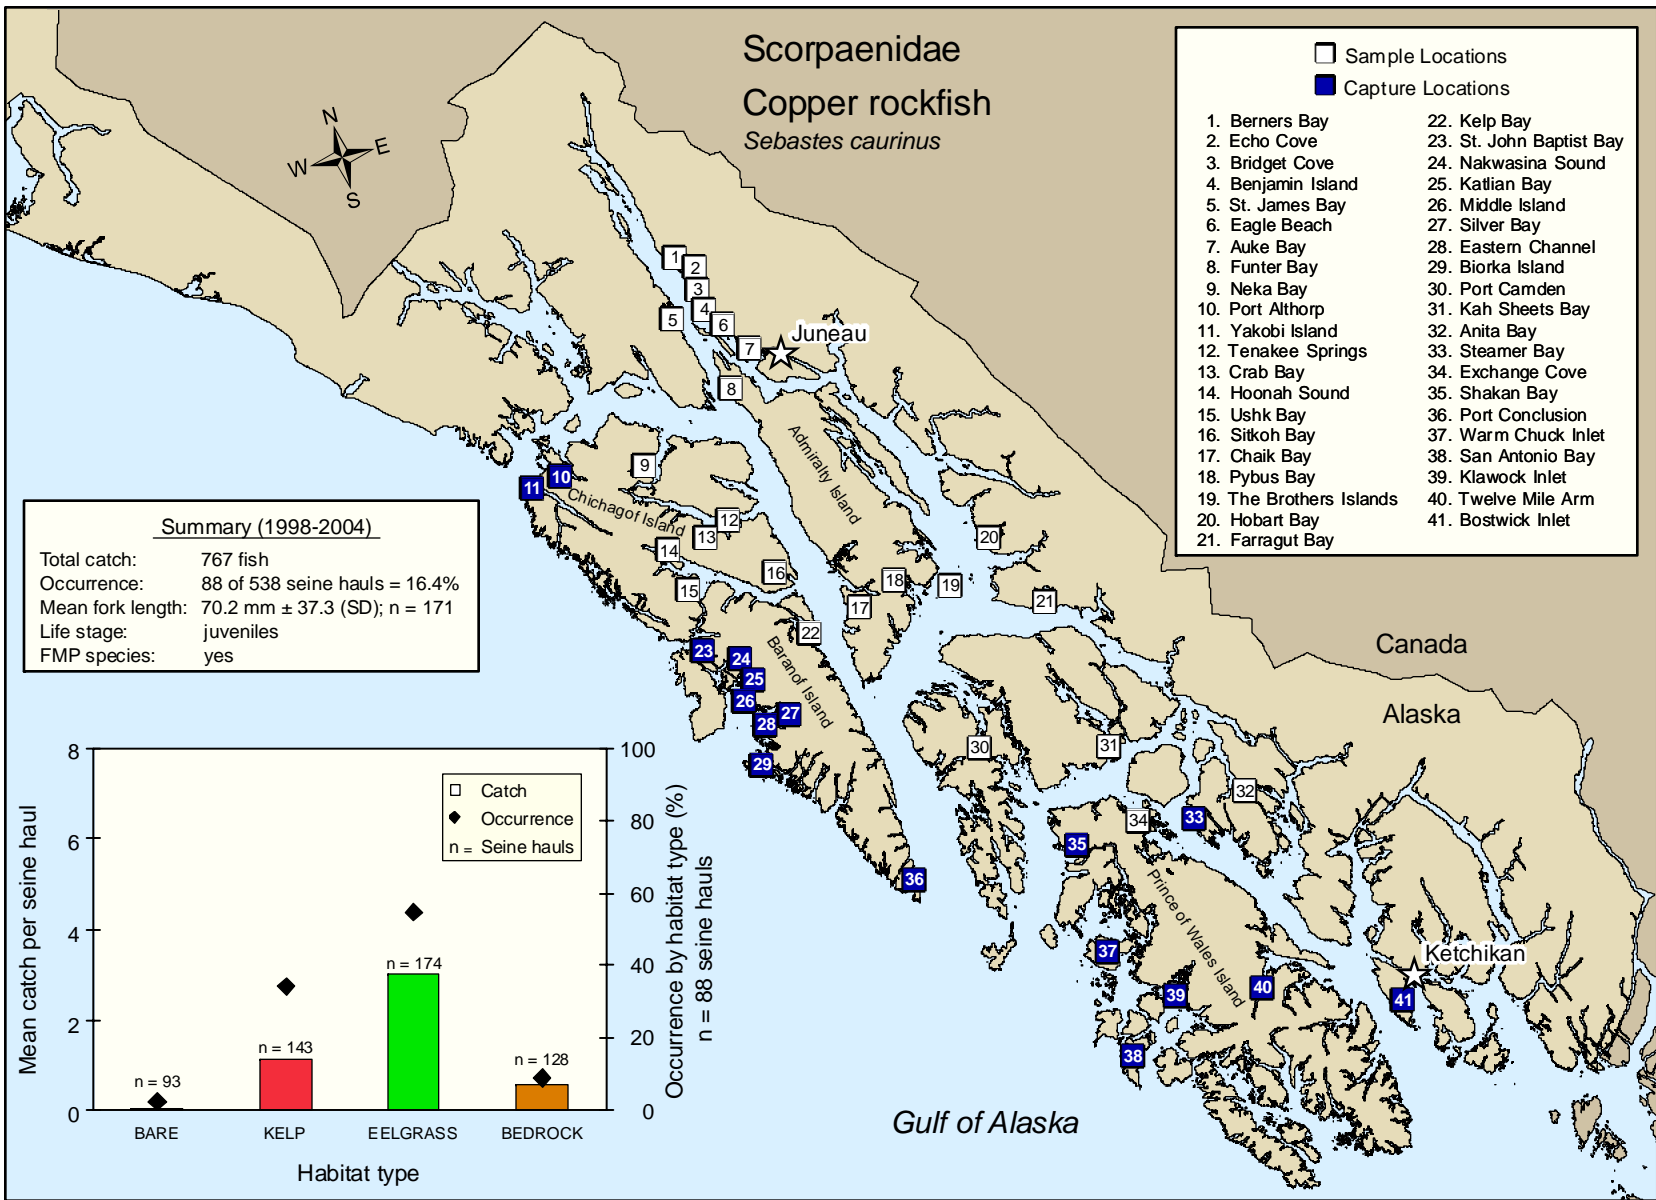 Scorpaenidae
Copper rockfish
Sebastes caurinus
N
E
W
S
Sample Locations
Capture Locations
1. Berners Bay
2. Echo Cove
3. Bridget Cove
4. Benjamin Island
5. St. James Bay
6. Eagle Beach
7. Auke Bay
8. Funter Bay
9. Neka Bay
10. Port Althorp
11. Yakobi Island
12. Tenakee Springs
13. Crab Bay
14. Hoonah Sound
15. Ushk Bay
16. Sitkoh Bay
17. Chaik Bay
18. Pybus Bay
19. The Brothers Islands
20. Hobart Bay
21. Farragut Bay
22. Kelp Bay
23. St. John Baptist Bay
24. Nakwasina Sound
25. Katlian Bay
26. Middle Island
27. Silver Bay
28. Eastern Channel
29. Biorka Island
30. Port Camden
31. Kah Sheets Bay
32. Anita Bay
33. Steamer Bay
34. Exchange Cove
35. Shakan Bay
36. Port Conclusion
37. Warm Chuck Inlet
38. San Antonio Bay
39. Klawock Inlet
40. Twelve Mile Arm
41. Bostwick Inlet
1
2
3
4
5
6
7
Juneau
8
9
10
11
Chichagof Island
12
13
14
15
16
Admiralty Island
17
18
19
20
21
22
23
24
25
26
27
28
29
Baranof Island
30
31
32
33
34
35
36
37
38
39
40
41
Prince of Wales Island
Ketchikan
Canada
Alaska
Gulf of Alaska
Summary (1998-2004)
Total catch: 767 fish
Occurrence: 88 of 538 seine hauls = 16.4%
Mean fork length: 70.2 mm ± 37.3 (SD); n = 171
Life stage: juveniles
FMP species: yes
Mean catch per seine haul
8
6
4
2
0
Catch
Occurrence
n = Seine hauls
n = 93
n = 143
n = 174
n = 128
BARE KELP EELGRASS BEDROCK
Habitat type
100
80
60
40
20
0
Occurrence by habitat type (%)
n = 88 seine hauls